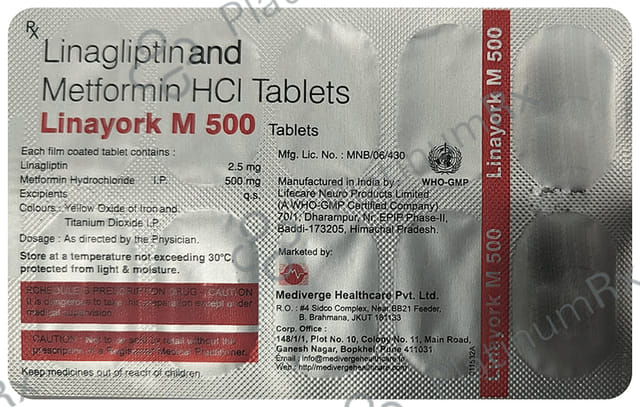 Rx
Linagliptin and
Metformin HCl Tablets
Linayork M 500 Tablets
Each film coated tablet contains :
Linagliptin 2.5 mg
Metformin Hydrochloride I.P. 500 mg
Excipients q.s.
Colours : Yellow Oxide of Iron and
Titanium Dioxide I.P.
Dosage : As directed by the Physician.
Store at a temperature not exceeding 30°C,
protected from light & moisture.
SCHEDULE G PRESCRIPTION DRUG - CAUTION
It is dangerous to take this preparation except under
medical supervision.
CAUTION : Not to be sold by retail without the
prescription of a Registered Medical Practitioner.
Keep medicines out of reach of children.
Mfg. Lic. No. : MNB/06/430
WHO-GMP
Manufactured in India by :
Lifecare Neuro Products Limited
(A WHO-GMP Certified Company)
70/1, Dharampur, Nr. EPIP Phase-II,
Baddi-173205, Himachal Pradesh.
Marketed by:
Mediverge Healthcare Pvt. Ltd.
R.O. : #4 Sidco Complex, Near BB21 Feeder,
B. Brahmana, JKUT 181133
Corp. Office :
148/1/1, Plot No. 10, Colony No. 11, Main Road,
Ganesh Nagar, Bopkhel Pune 411031
Email : info@medivergehealthcare.in
Web : http://medivergehealthcare.com
Linayork M 500
Linayork M 500
PlatinumRx